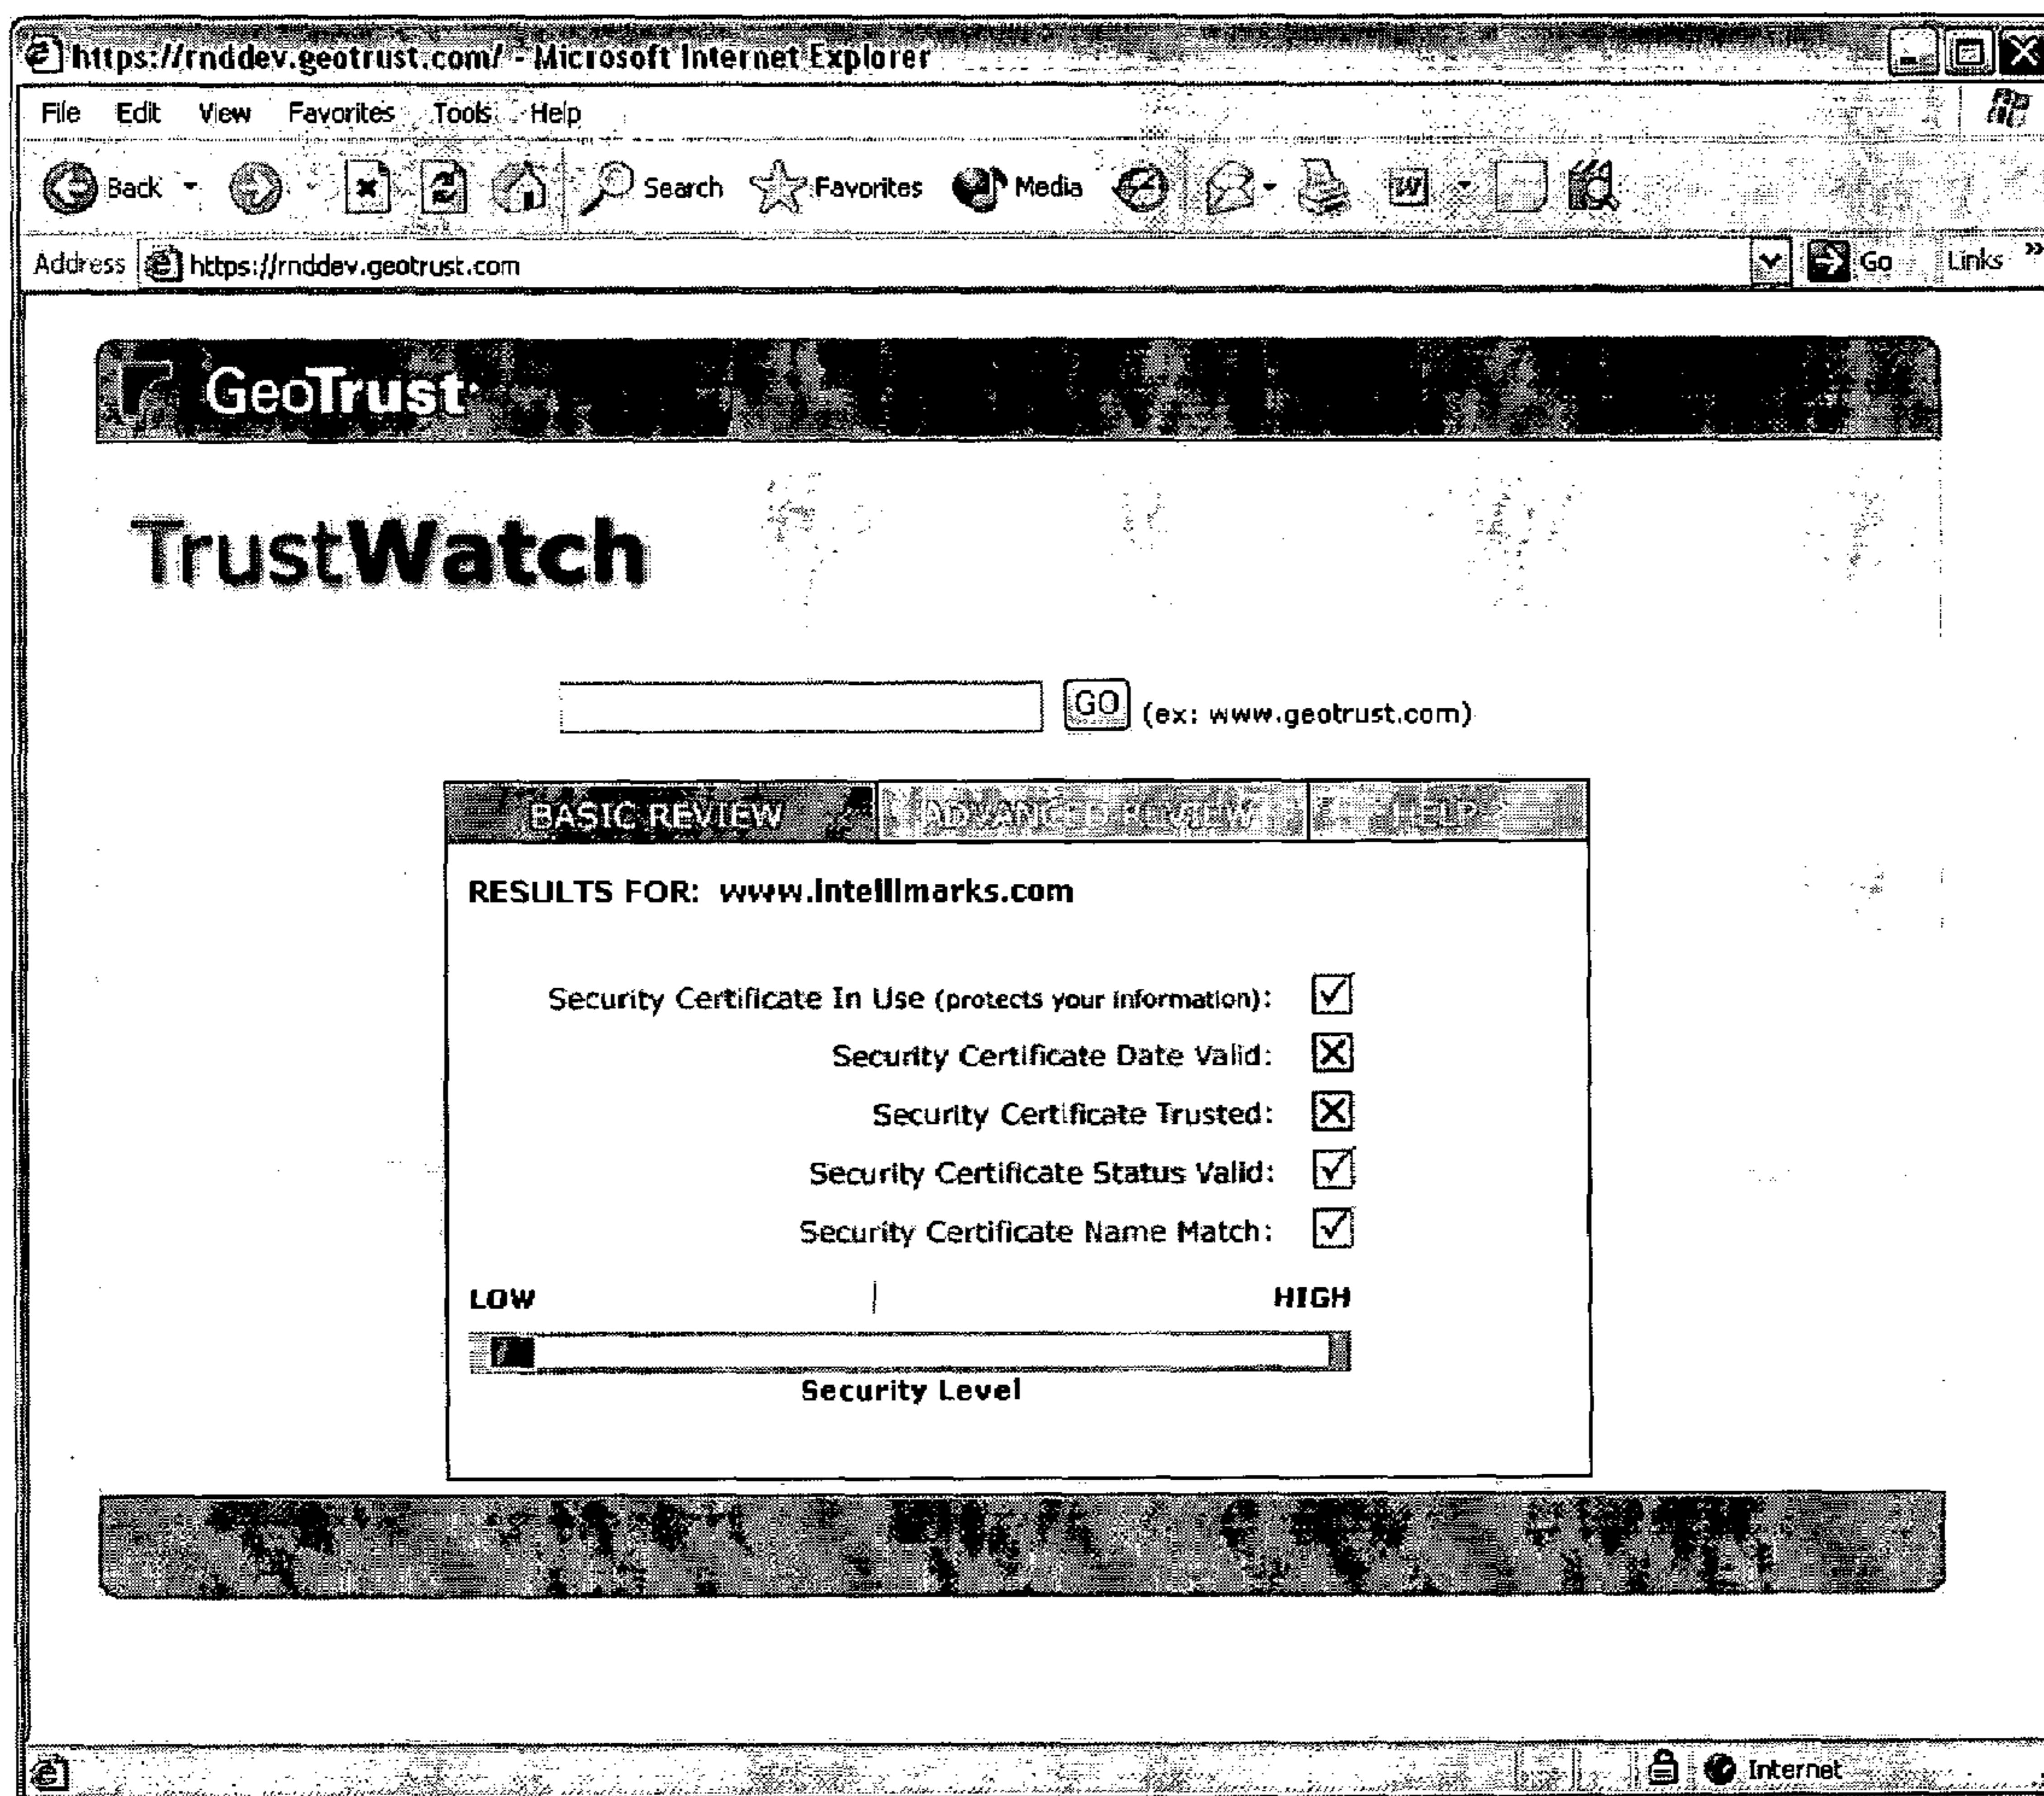 https://rnddev.geotrust.com/ - Microsoft Internet Explorer
File Edit View Favorites Tools Help
Back Search Favorites Media
Address https://rnddev.geotrust.com Go Links »
GeoTrust
TrustWatch
GO (ex: www.geotrust.com)
BASIC REVIEW ADVANCED REVIEW HELP
RESULTS FOR: www.intellimarks.com
Security Certificate In Use (protects your information):
Security Certificate Date Valid:
Security Certificate Trusted:
Security Certificate Status Valid:
Security Certificate Name Match:
LOW HIGH
Security Level
Internet